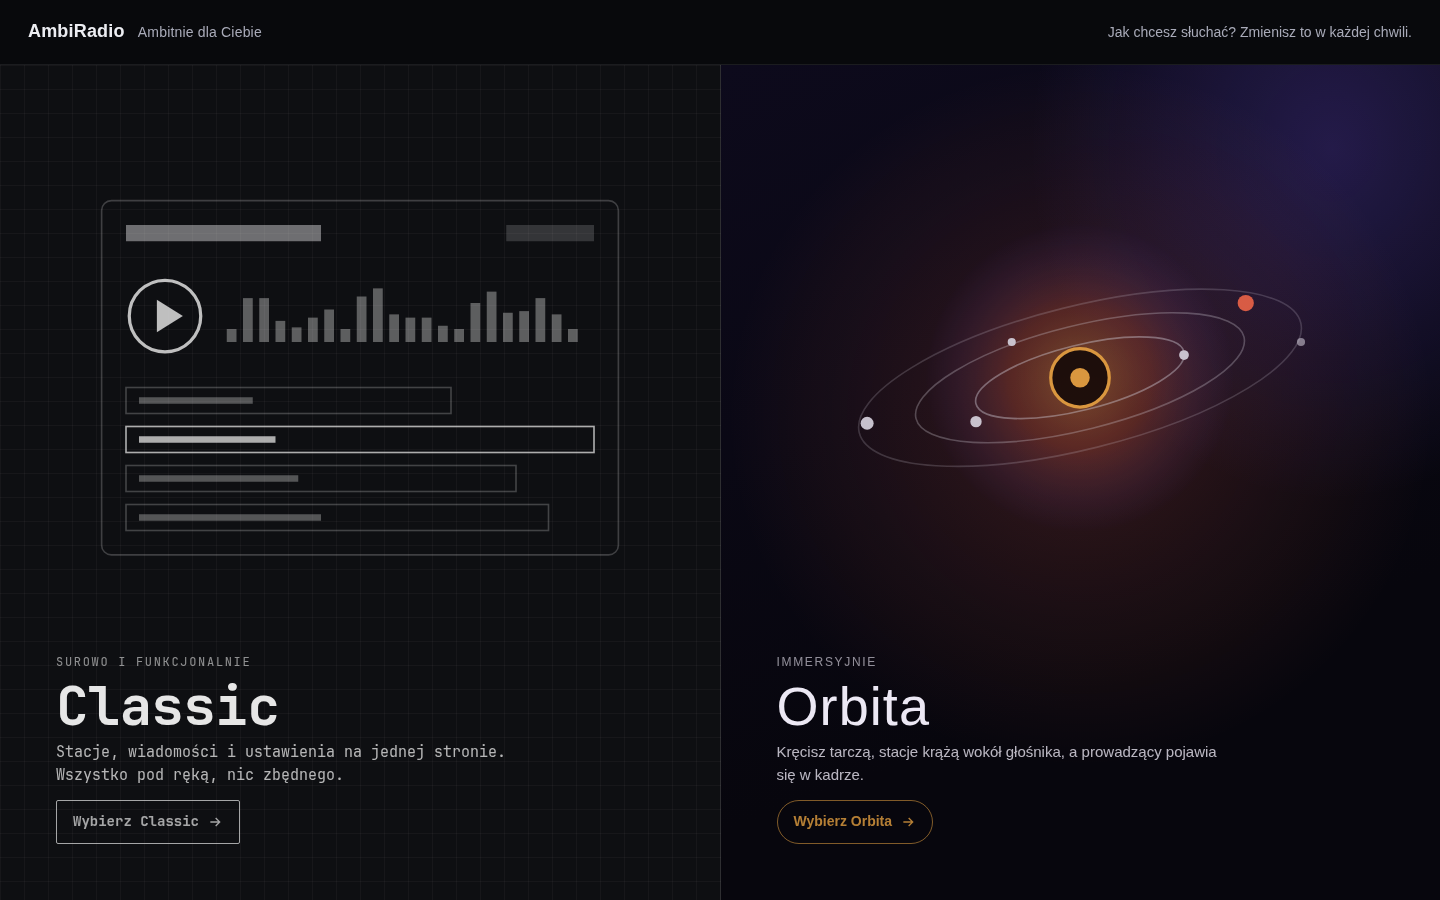 AmbiRadio Ambitnie dla Ciebie
Jak chcesz słuchać? Zmienisz to w każdej chwili.
SUROWO I FUNKCJONALNIE
Classic
Stacje, wiadomości i ustawienia na jednej stronie.
Wszystko pod ręką, nic zbędnego.
Wybierz Classic →
IMMERSYJNIE
Orbita
Kręcisz tarczą, stacje krążą wokół głośnika, a prowadzący pojawia
się w kadrze.
Wybierz Orbita →